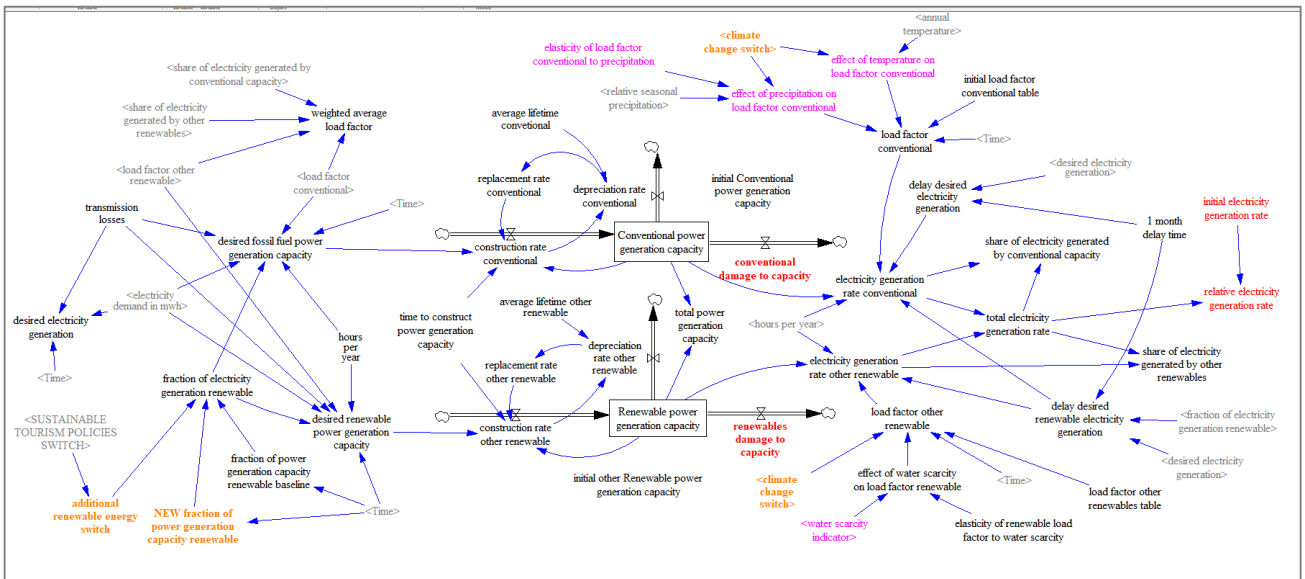 <share of electricity generated by
conventional capacity>
<share of electricity
generated by other
renewables>
weighted average
load factor
<load factor other
renewable>
<load factor
conventional>
transmission
losses
<Time>
desired fossil fuel power
generation capacity
<electricity
demand in mwh>
desired electricity
generation
<Time>
hours
per
year
fraction of electricity
generation renewable
<SUSTAINABLE
TOURISM POLICIES
SWITCH>
desired renewable
power generation
capacity
fraction of power
generation capacity
renewable baseline
additional
renewable energy
switch
NEW fraction of
power generation
capacity renewable
<Time>
elasticity of load factor
conventional to precipitation
<climate
change switch>
<annual
temperature>
effect of temperature on
load factor conventional
<relative seasonal
precipitation>
effect of precipitation on
load factor conventional
initial load factor
conventional table
average lifetime
convetional
load factor
conventional
<Time>
replacement rate
conventional
depreciation rate
conventional
initial Conventional
power generation
capacity
delay desired
electricity
generation
<desired electricity
generation>
construction rate
conventional
Conventional power
generation capacity
conventional
damage to capacity
1 month
delay time
initial electricity
generation rate
share of electricity generated
by conventional capacity
electricity generation
rate conventional
relative electricity
generation rate
average lifetime other
renewable
time to construct
power generation
capacity
total power
generation
capacity
<hours per year>
total electricity
generation rate
depreciation
rate other
renewable
replacement rate
other renewable
electricity generation
rate other renewable
share of electricity
generated by other
renewables
construction rate
other renewable
Renewable power
generation capacity
renewables
damage to
capacity
load factor other
renewable
delay desired
renewable electricity
generation
<fraction of electricity
generation renewable>
<desired electricity
generation>
initial other Renewable power
generation capacity
<climate
change
switch>
effect of water scarcity
on load factor renewable
<Time>
load factor other
renewables table
<water scarcity
indicator>
elasticity of renewable load
factor to water scarcity